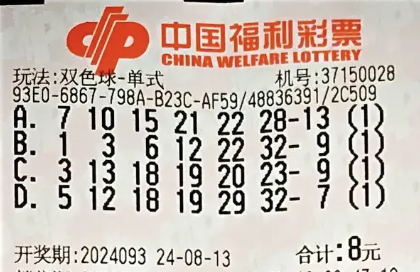 中国福利彩票
CHINA WELFARE LOTTERY
玩法:双色球-单式 机号:37150028
93E0-6867-798A-B23C-AF59/48836391/2C509
A. 7 10 15 21 22 28-13 (1)
B. 1 3 6 12 22 32- 9 (1)
C. 3 13 18 19 20 23- 9 (1)
D. 5 12 18 19 29 32- 7 (1)
开奖期:2024093 24-08-13 合计:8元